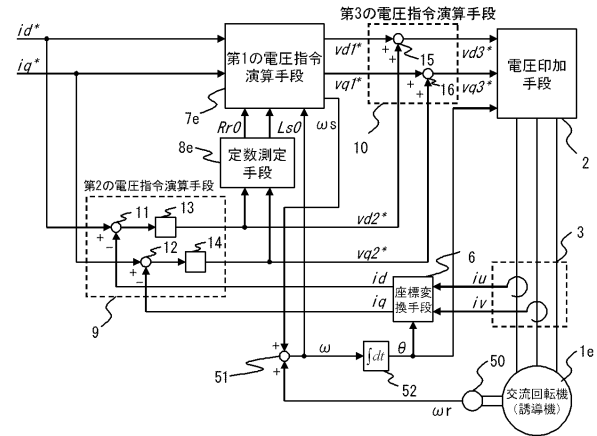 第3の電圧指令演算手段
id*
iq*
第1の電圧指令
演算手段
7e
vd1*
vq1*
+
+
15
+
+
16
10
vd3*
vq3*
電圧印加
手段
2
Rr0
Ls0
ωs
8e
定数測定
手段
第2の電圧指令演算手段
11
13
+
−
12
14
+
−
9
vd2*
vq2*
id
iq
6
座標変
換手段
iu
iv
3
+
+
51
ω
∫dt
52
θ
ωr
50
1e
交流回転機
(誘導機)